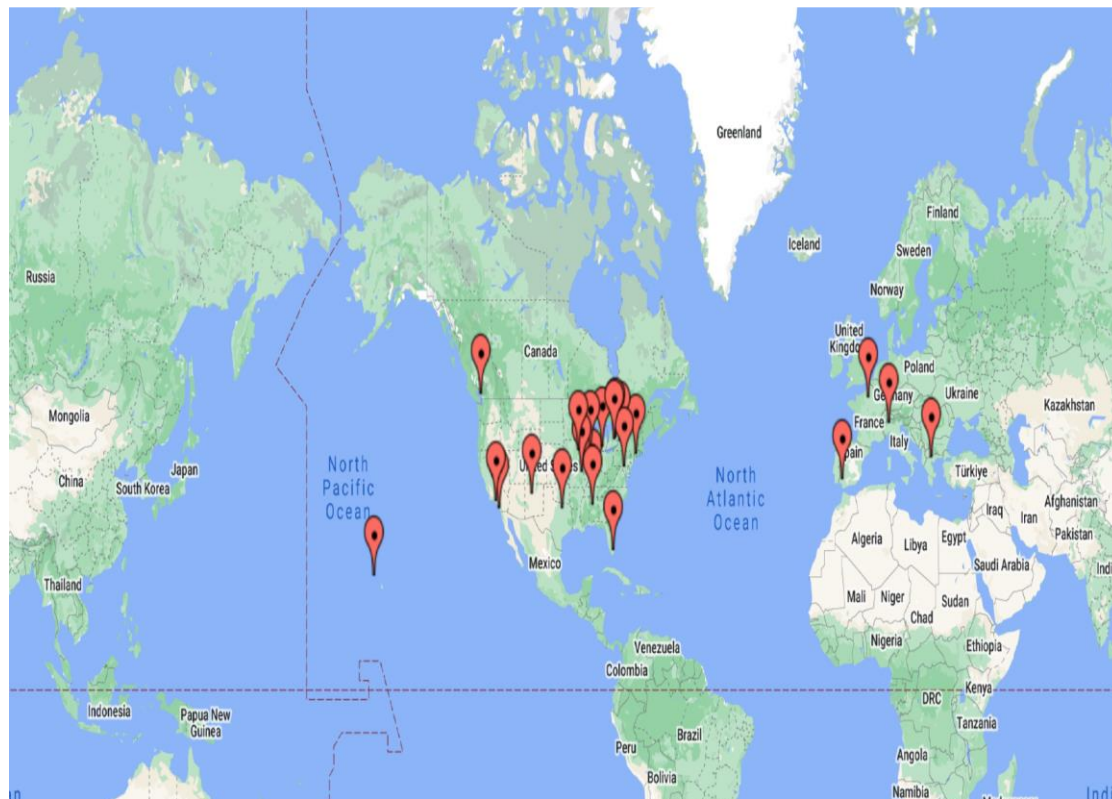 Greenland
Iceland
Finland
Sweden
Norway
Russia
Canada
United
Kingdo
Poland
Germany
Ukraine
France
Kazakhstan
Mongolia
Italy
Spain
Türkiye
Japan
China
South Korea
North
Pacific
Ocean
United States
North
Atlantic
Ocean
Afghanistan
Iraq
Iran
Pakistan
Algeria
Libya
Egypt
Saudi Arabia
Mexico
Thailand
Mali
Niger
Sudan
Chad
Nigeria
Ethiopia
Venezuela
Colombia
Kenya
DRC
Indonesia
Papua New
Guinea
Tanzania
Peru
Brazil
Angola
Bolivia
Namibia